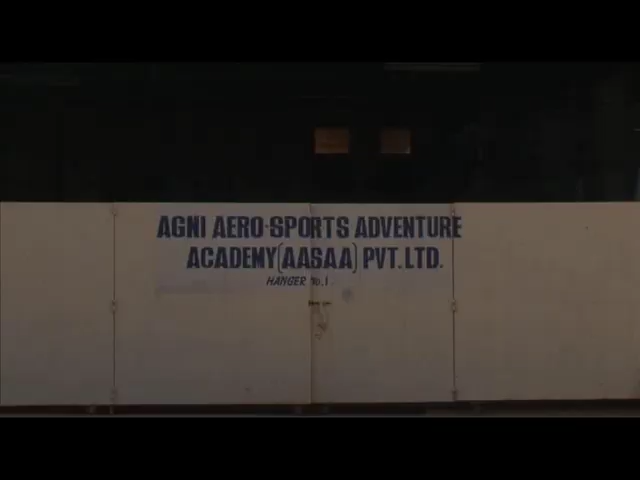 AGNI AERO-SPORTS ADVENTURE
ACADEMY (AASAA) PVT. LTD.
HANGER No. 1